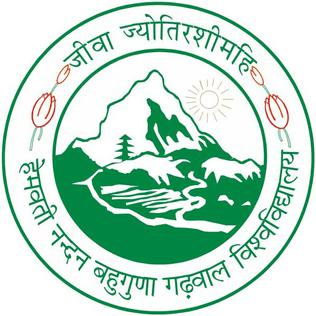 जीवा ज्योतिरशीमहि
हेमवती नन्दन बहुगुणा गढ़वाल विश्वविद्यालय